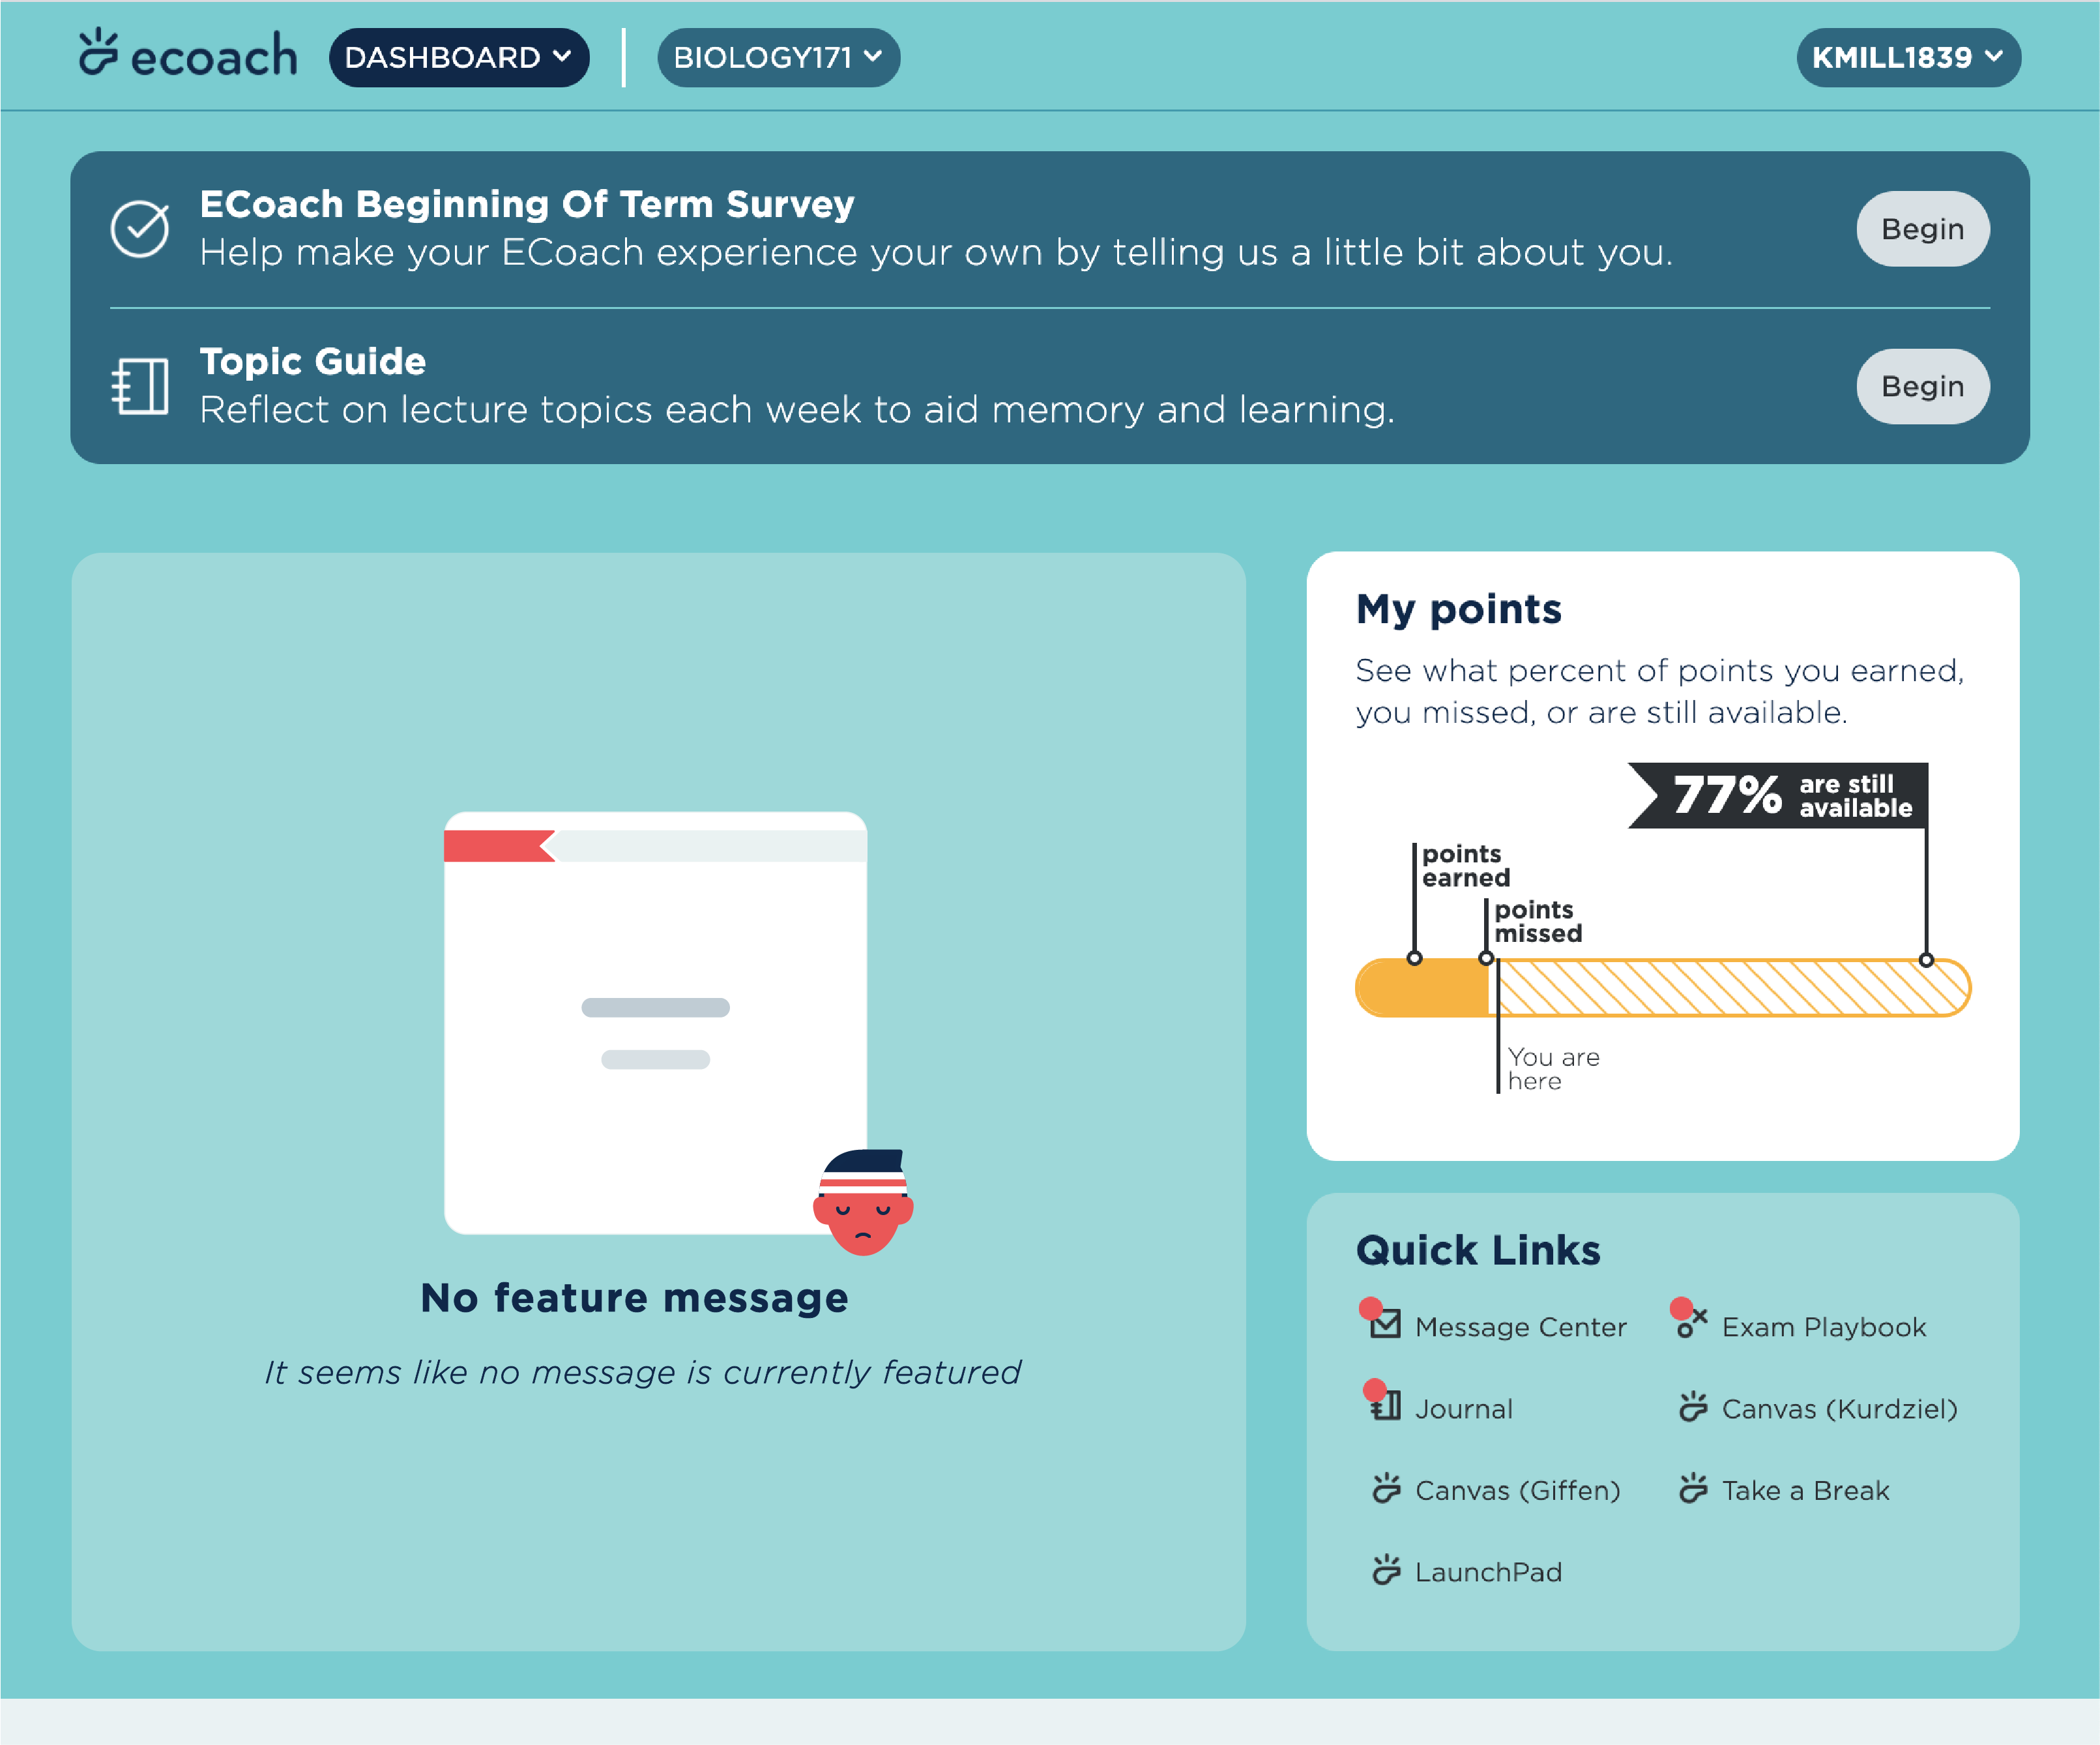 ecoach DASHBOARD BIOLOGY171 KMILL1839
ECoach Beginning Of Term Survey
Help make your ECoach experience your own by telling us a little bit about you.
Begin
Topic Guide
Reflect on lecture topics each week to aid memory and learning.
Begin
No feature message
It seems like no message is currently featured
My points
See what percent of points you earned,
you missed, or are still available.
77% are still
available
points
earned
points
missed
You are
here
Quick Links
Message Center
Exam Playbook
Journal
Canvas (Kurdziel)
Canvas (Giffen)
Take a Break
LaunchPad